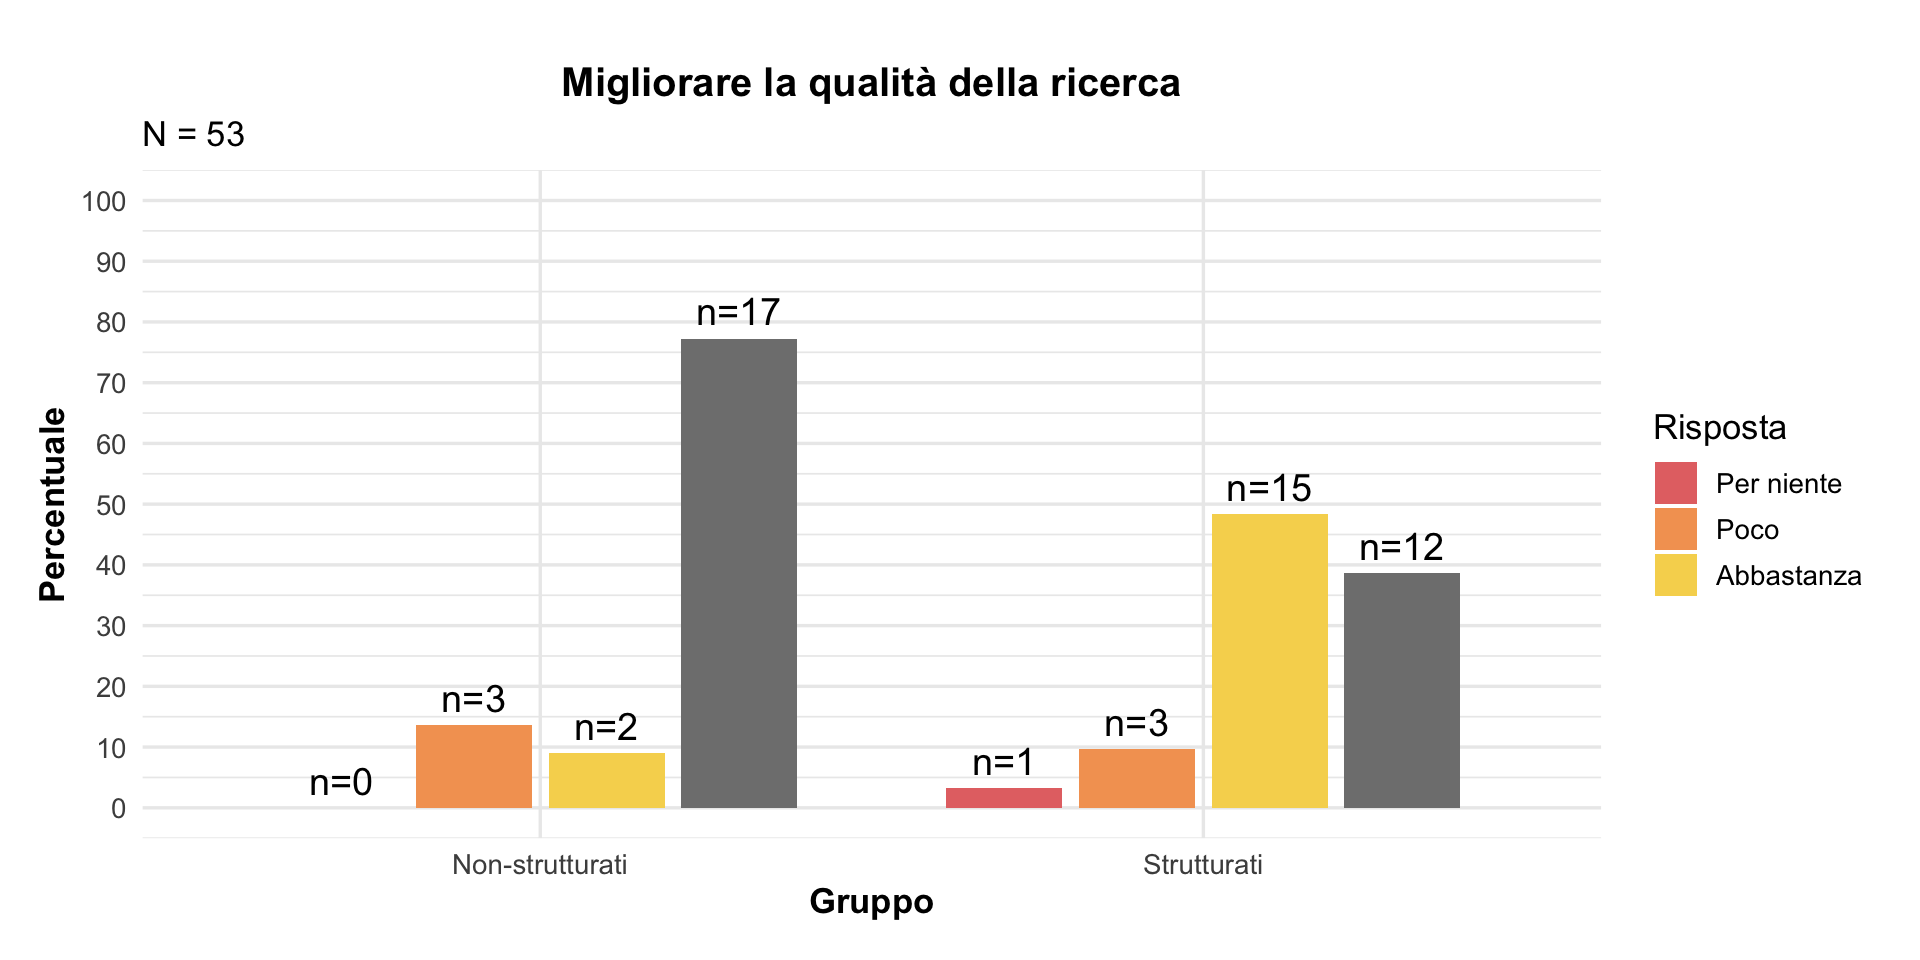 Migliorare la qualità della ricerca
N = 53
Percentuale
100
90
80
70
60
50
40
30
20
10
0
n=0
n=3
n=2
n=17
n=1
n=3
n=15
n=12
Non-strutturati
Strutturati
Gruppo
Risposta
Per niente
Poco
Abbastanza